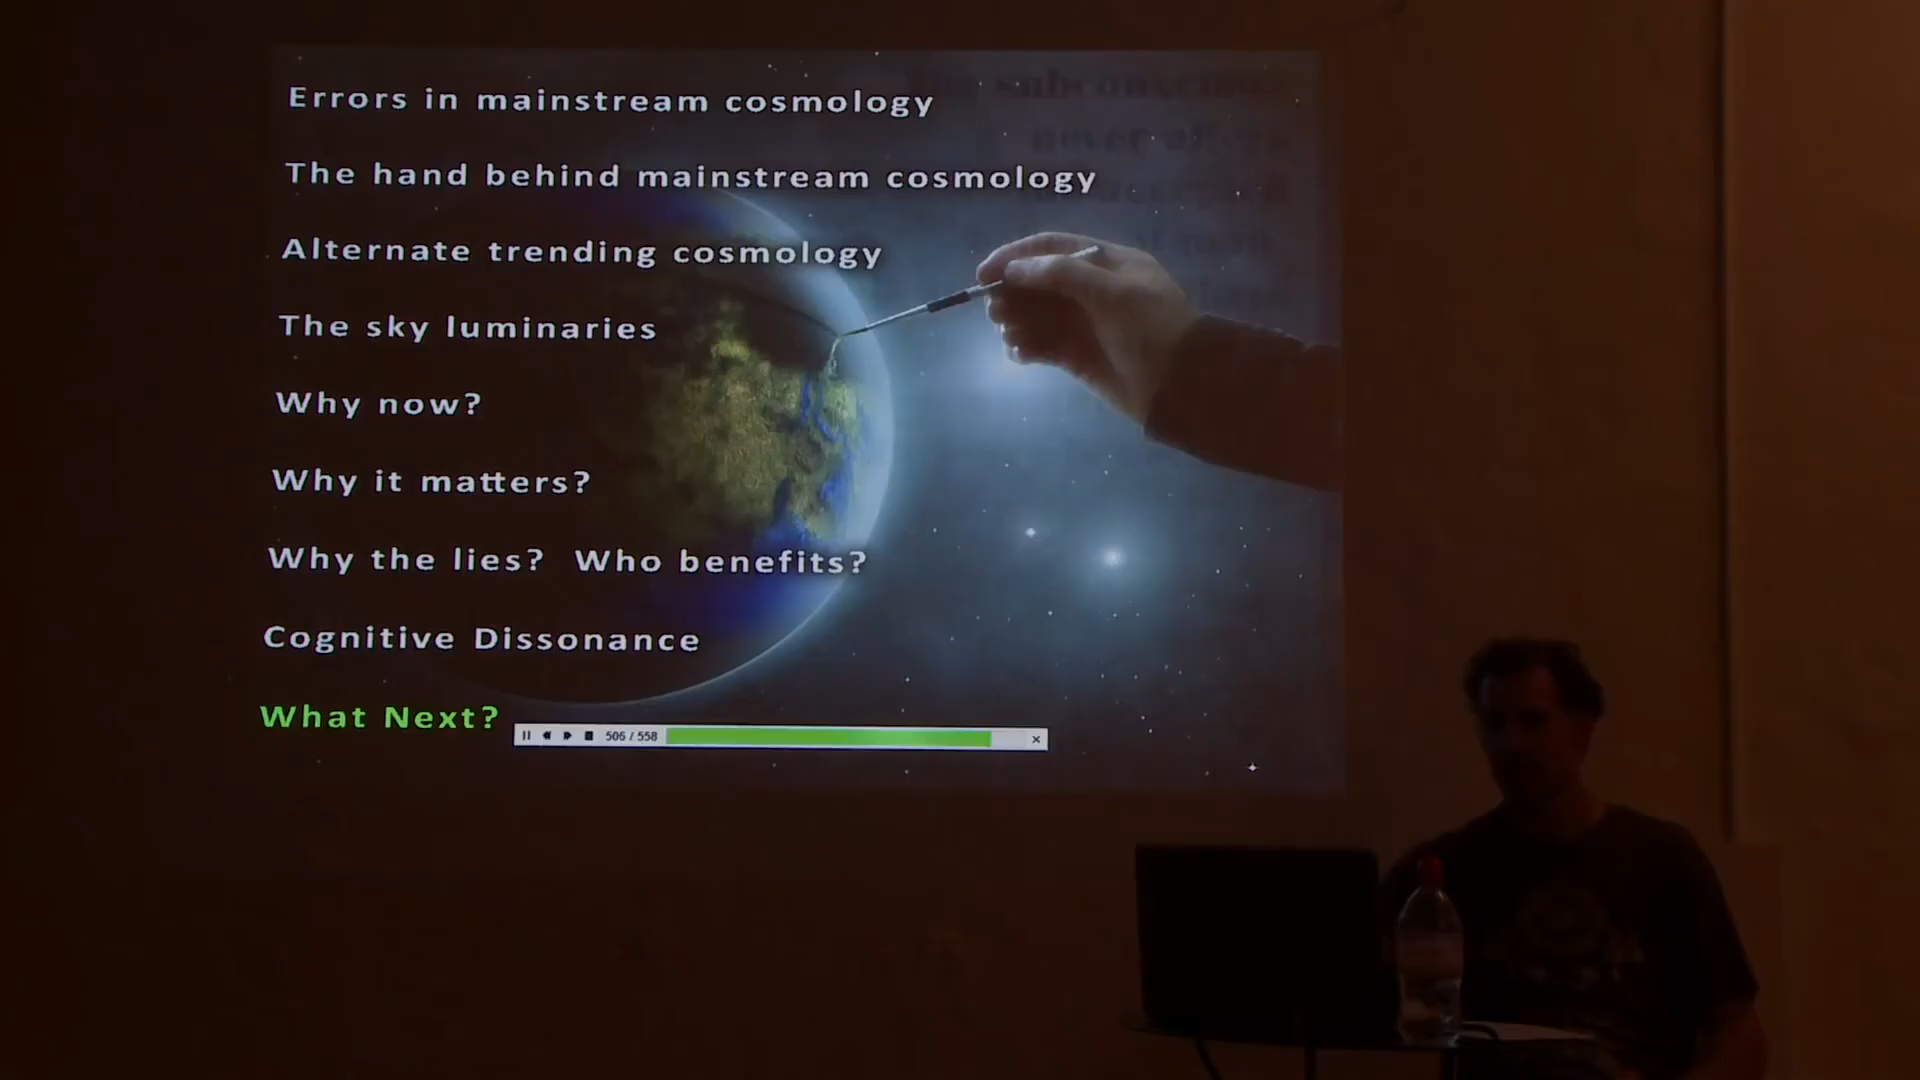 Errors in mainstream cosmology
The hand behind mainstream cosmology
Alternate trending cosmology
The sky luminaries
Why now?
Why it matters?
Why the lies? Who benefits?
Cognitive Dissonance
What Next?
506 / 558